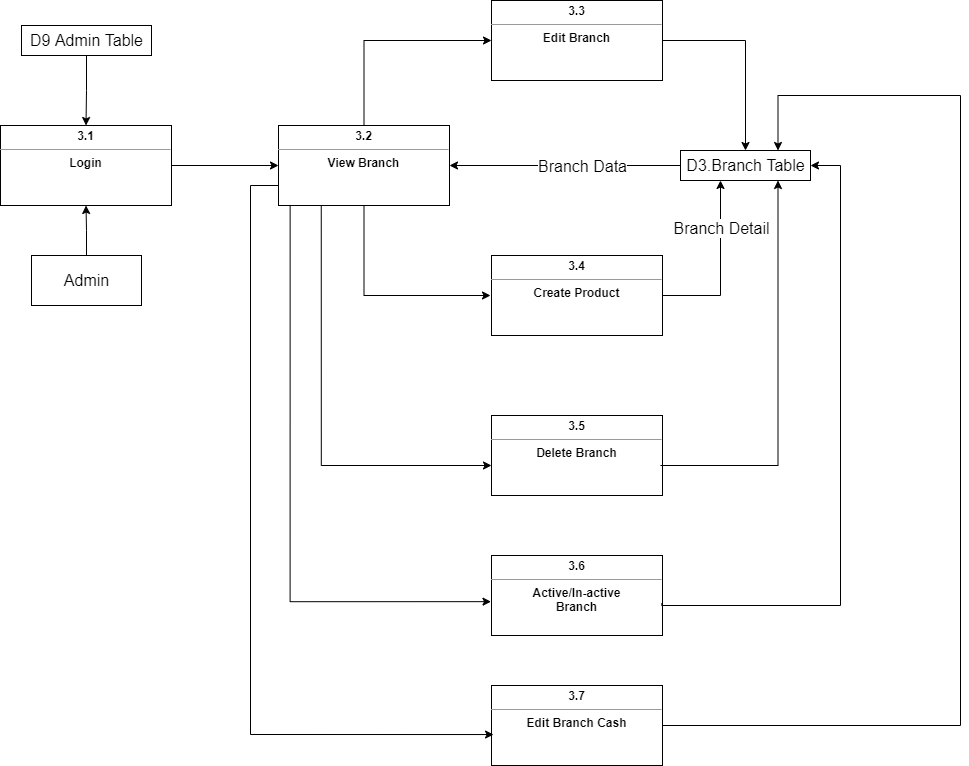 3.3
Edit Branch
D9 Admin Table
3.1
Login
3.2
View Branch
Branch Data
D3.Branch Table
Branch Detail
Admin
3.4
Create Product
3.5
Delete Branch
3.6
Active/In-active
Branch
3.7
Edit Branch Cash